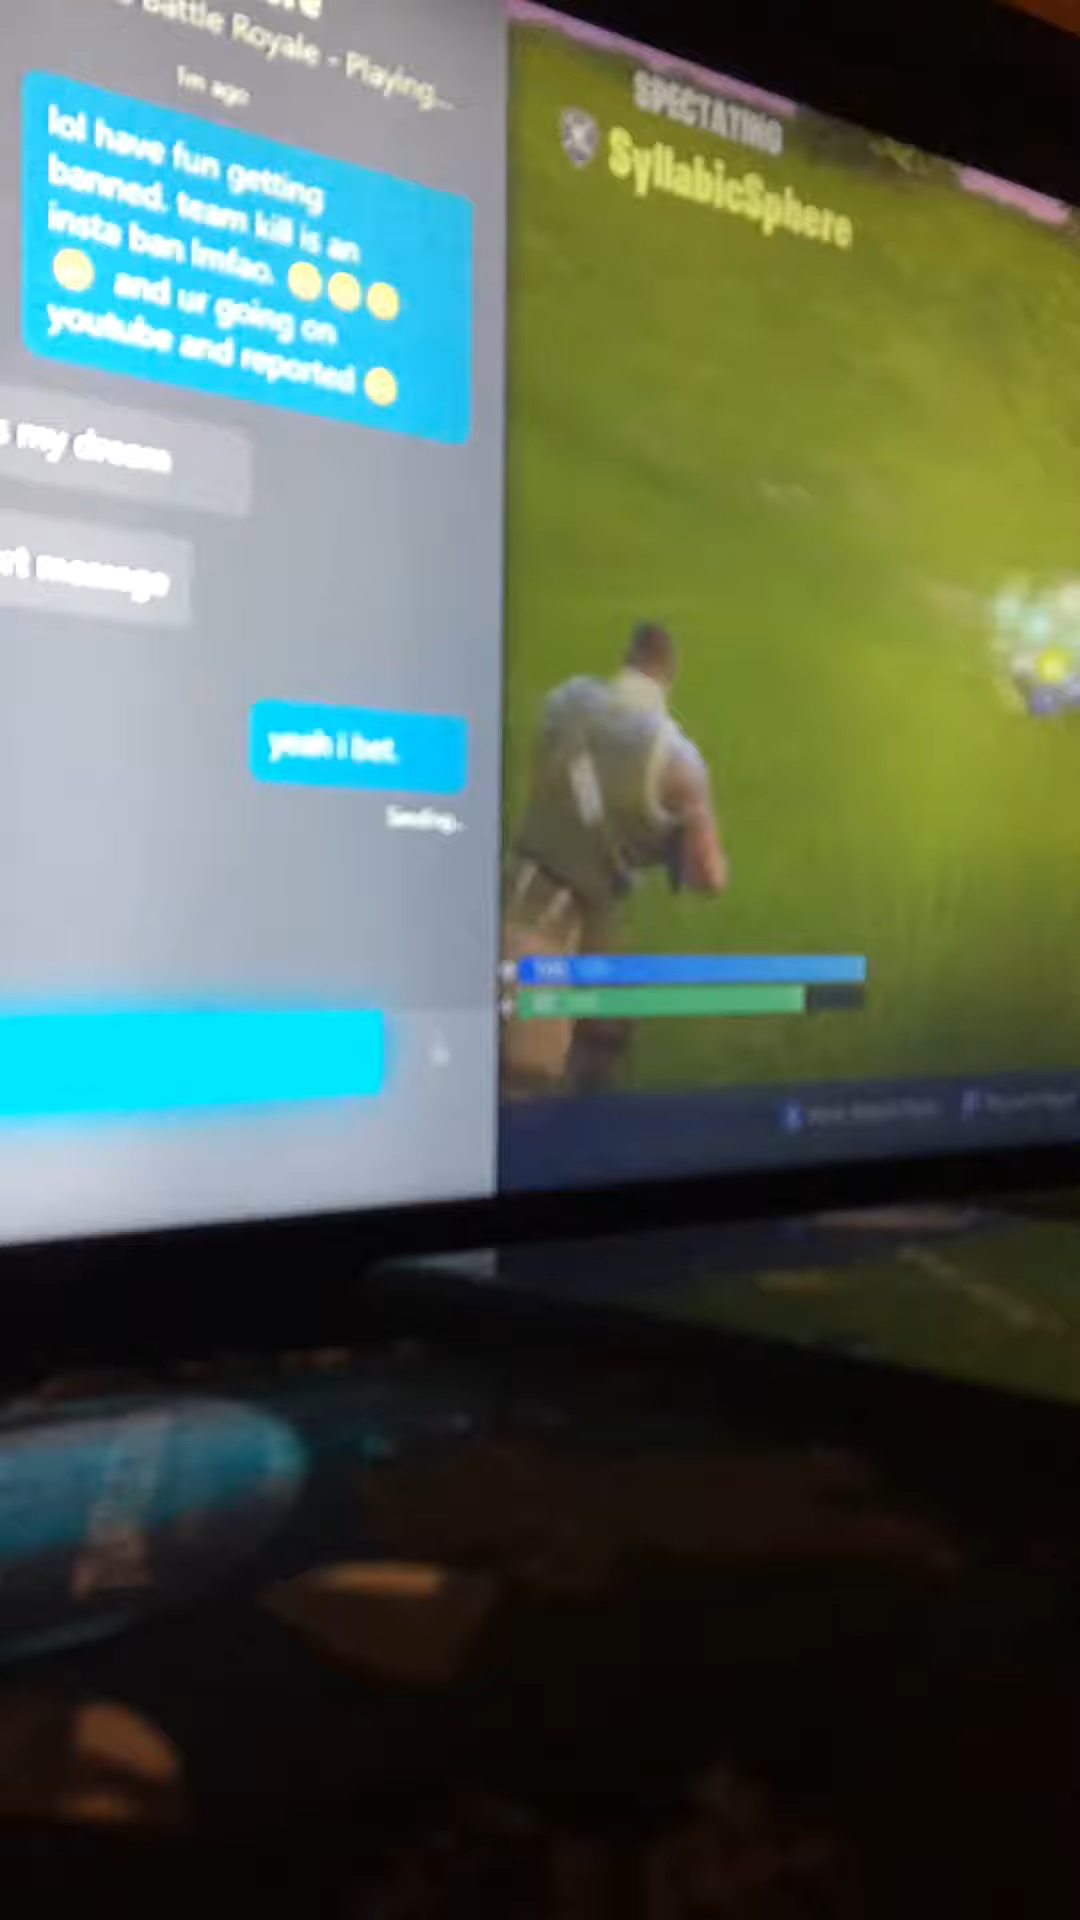 Battle Royale - Playing...
1m ago
lol have fun getting
banned. team kill is an
insta ban lmfao.
and ur going on
youtube and reported
my dream
message
yeah i bet.
Sending..
SPECTATING
SyllabicSphere